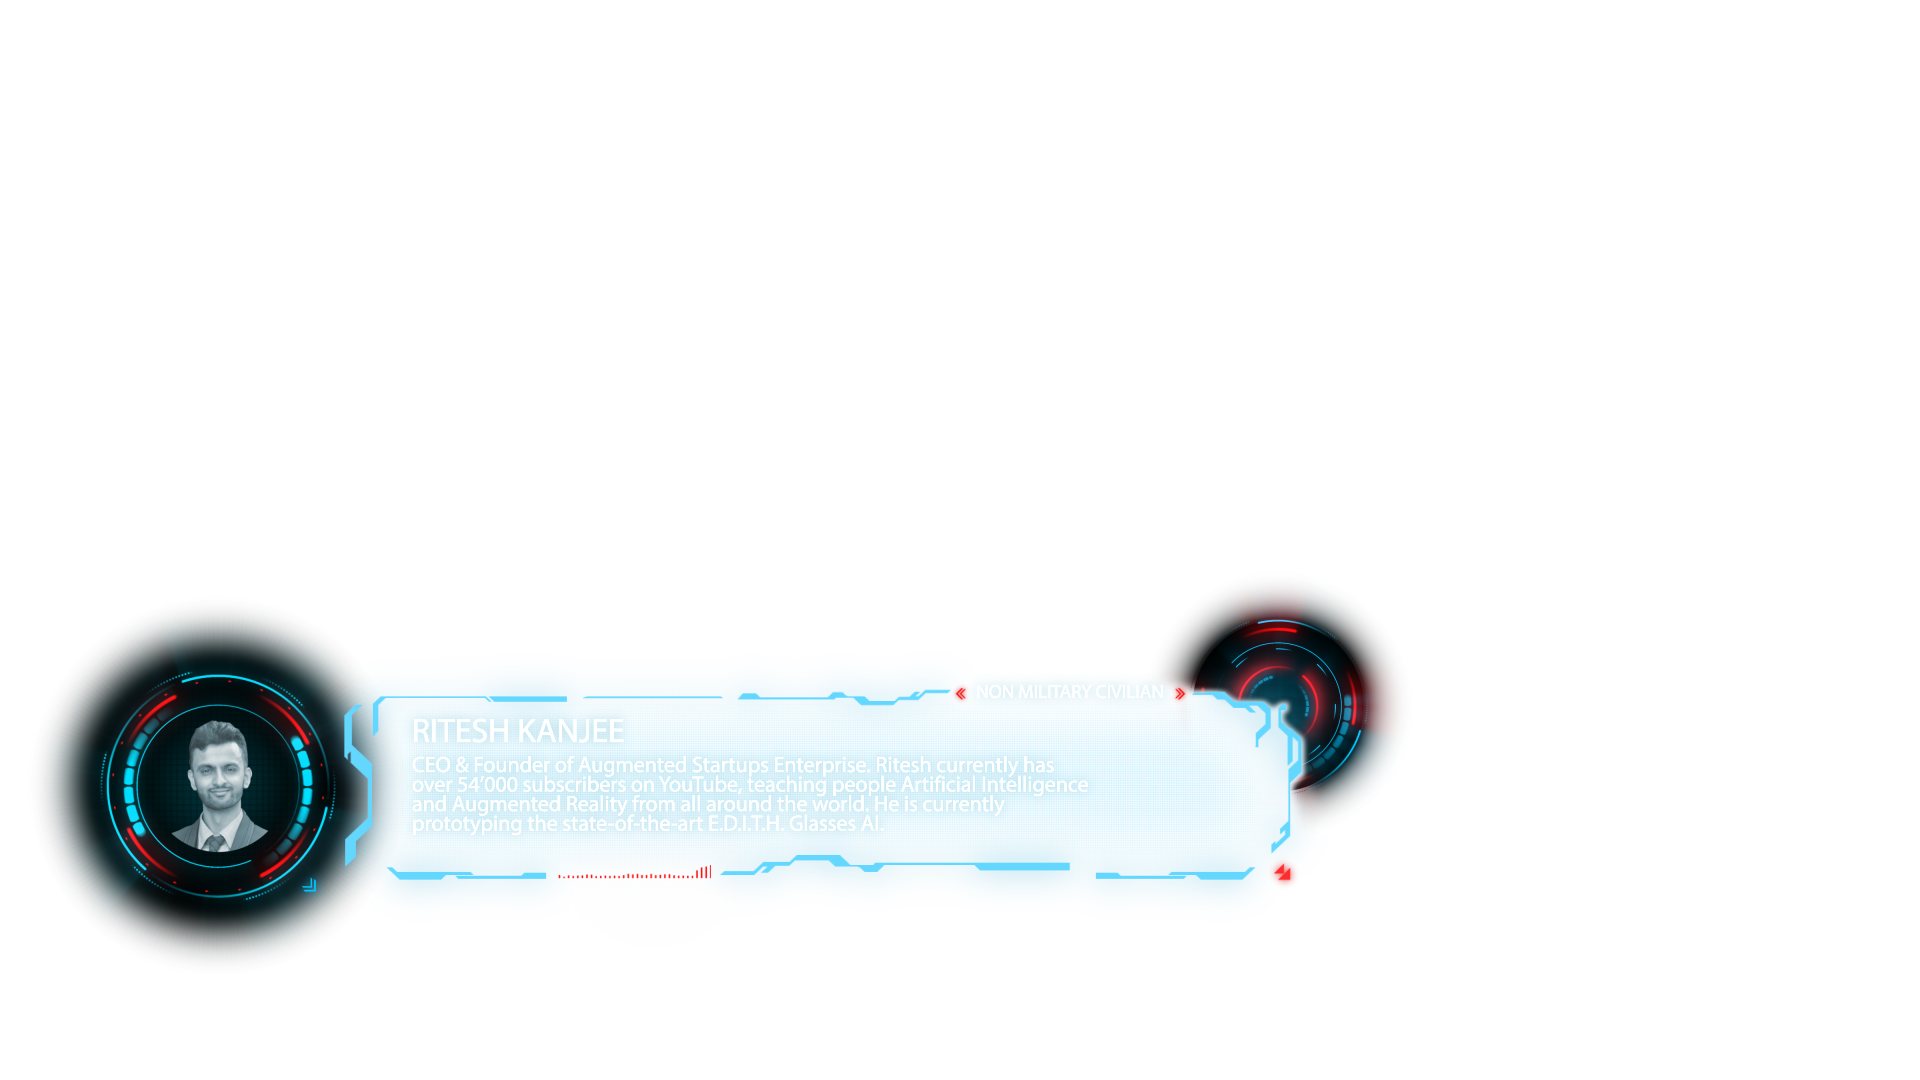 NON MILITARY CIVILIAN
RITESH KANJEE
CEO & Founder of Augmented Startups Enterprise. Ritesh currently has
over 54’000 subscribers on YouTube, teaching people Artificial Intelligence
and Augmented Reality from all around the world. He is currently
prototyping the state-of-the-art E.D.I.T.H. Glasses AI.